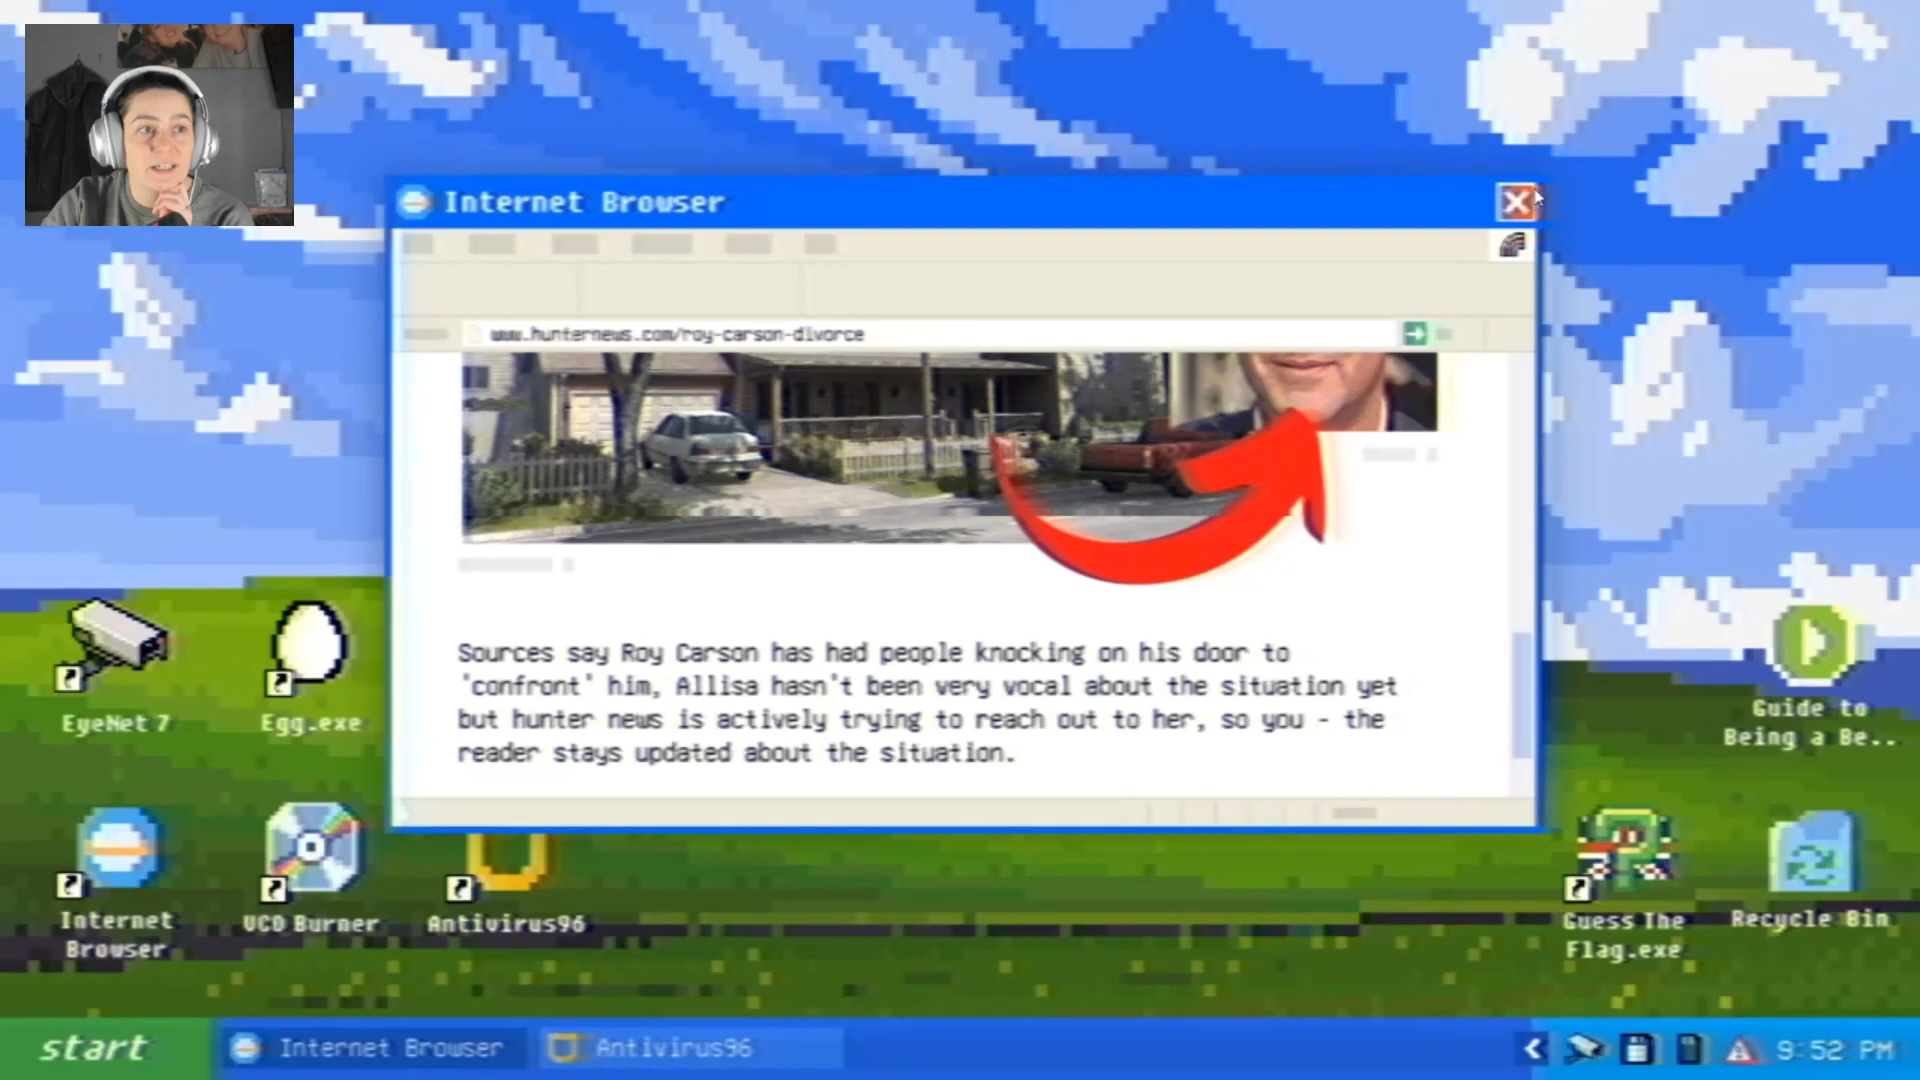 Internet Browser
www.hunternews.com/roy-carson-divorce
Sources say Roy Carson has had people knocking on his door to
'confront' him, Allisa hasn't been very vocal about the situation yet
but hunter news is actively trying to reach out to her, so you - the
reader stays updated about the situation.
EyeNet 7
Egg.exe
Guide to
Being a Be..
Internet
Browser
VCD Burner
Antivirus96
Guess The
Flag.exe
Recycle Bin
start
Internet Browser
Antivirus96
9:52 PM